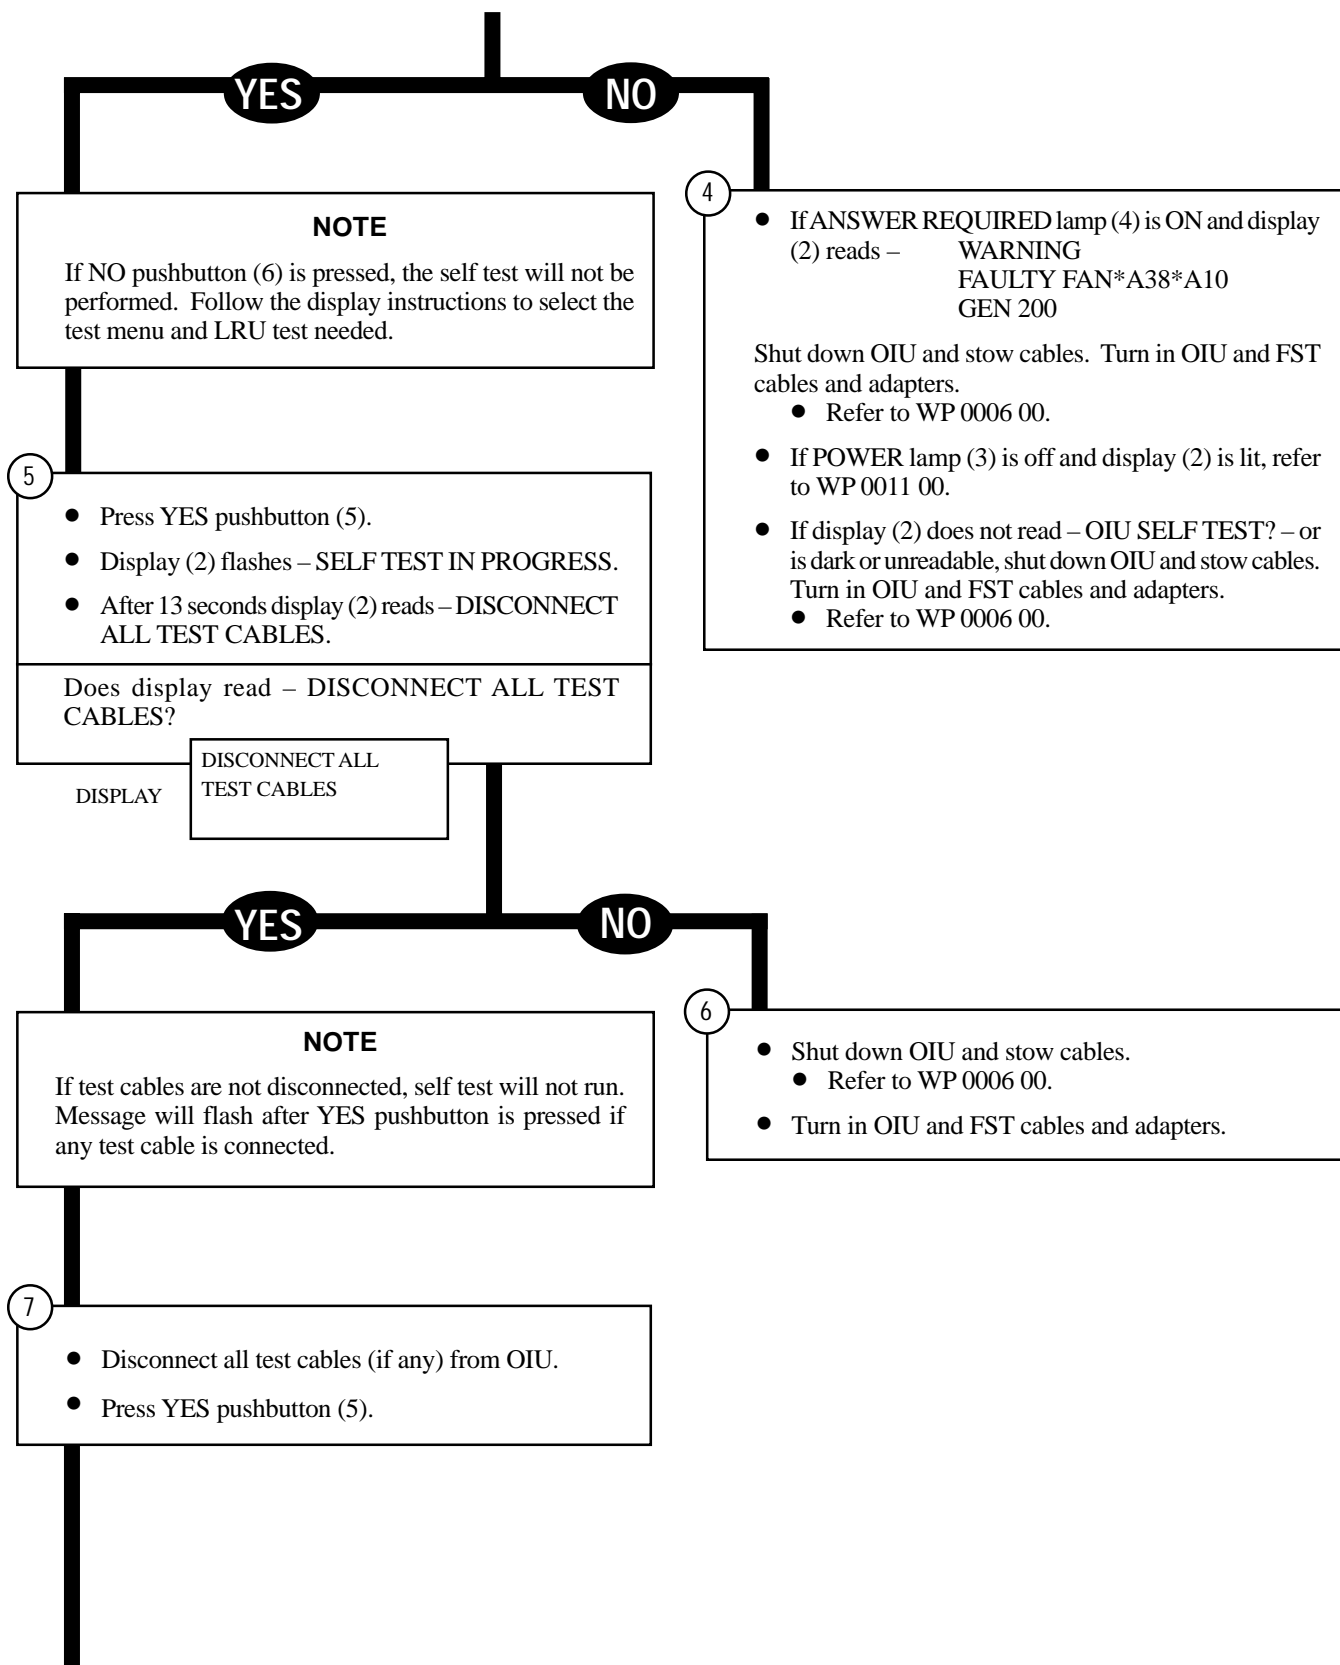 YES
NO
NOTE
If NO pushbutton (6) is pressed, the self test will not be
performed. Follow the display instructions to select the
test menu and LRU test needed.
4
• If ANSWER REQUIRED lamp (4) is ON and display
(2) reads – WARNING
FAULTY FAN*A38*A10
GEN 200
Shut down OIU and stow cables. Turn in OIU and FST
cables and adapters.
• Refer to WP 0006 00.
• If POWER lamp (3) is off and display (2) is lit, refer
to WP 0011 00.
• If display (2) does not read – OIU SELF TEST? – or
is dark or unreadable, shut down OIU and stow cables.
Turn in OIU and FST cables and adapters.
• Refer to WP 0006 00.
5
• Press YES pushbutton (5).
• Display (2) flashes – SELF TEST IN PROGRESS.
• After 13 seconds display (2) reads – DISCONNECT
ALL TEST CABLES.
Does display read – DISCONNECT ALL TEST
CABLES?
DISPLAY
DISCONNECT ALL
TEST CABLES
YES
NO
NOTE
If test cables are not disconnected, self test will not run.
Message will flash after YES pushbutton is pressed if
any test cable is connected.
6
• Shut down OIU and stow cables.
• Refer to WP 0006 00.
• Turn in OIU and FST cables and adapters.
7
• Disconnect all test cables (if any) from OIU.
• Press YES pushbutton (5).